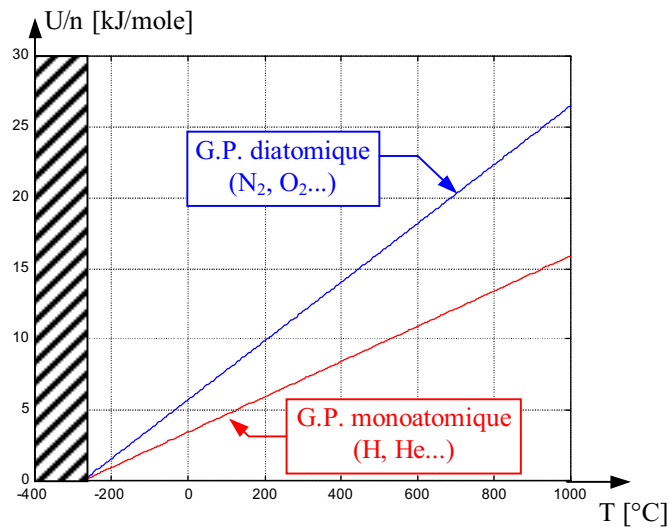 U/n [kJ/mole]
30
25
20
15
10
5
0
G.P. diatomique
(N₂, O₂...)
G.P. monoatomique
(H, He...)
-400 -200 0 200 400 600 800 1000
T [°C]